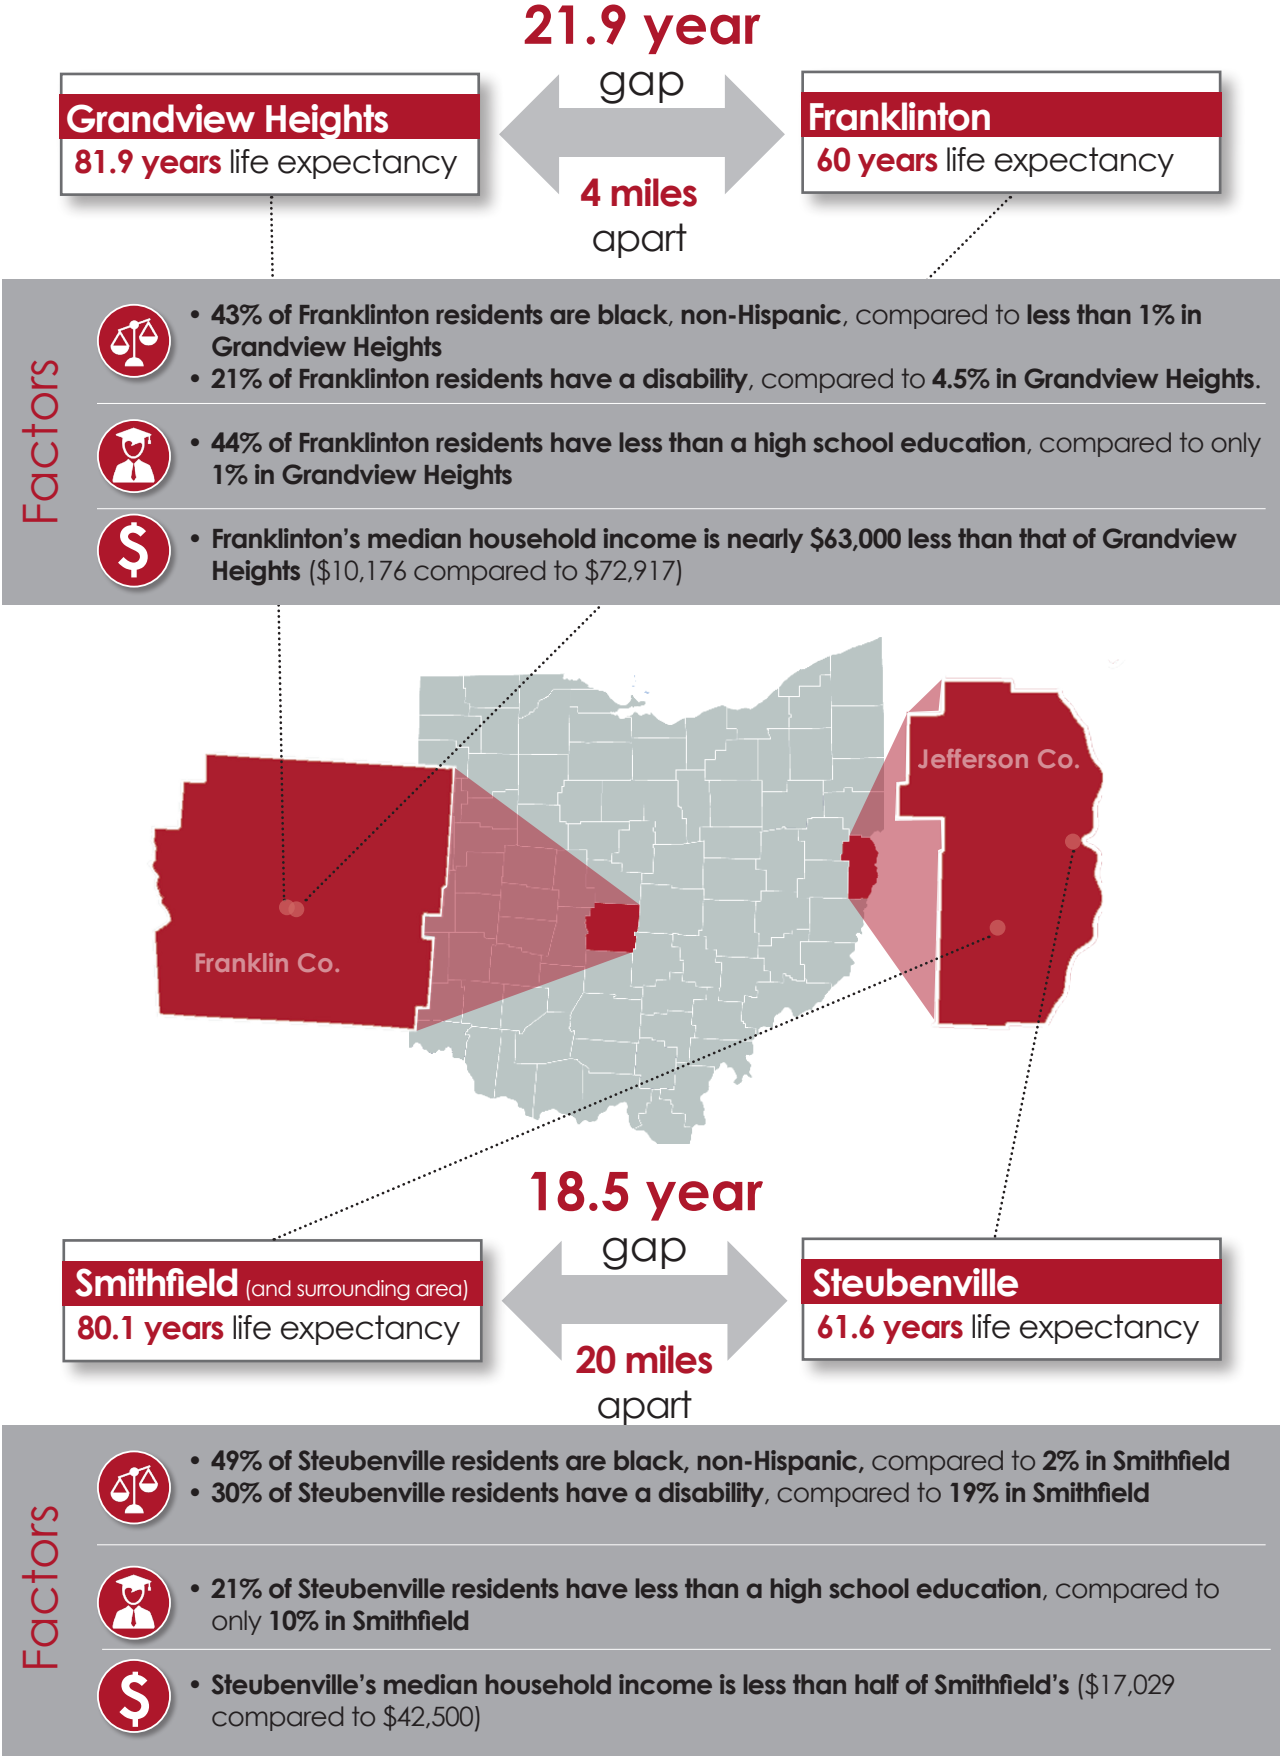 21.9 year
gap
Grandview Heights
81.9 years life expectancy
Franklinton
60 years life expectancy
4 miles
apart
Factors
• 43% of Franklinton residents are black, non-Hispanic, compared to less than 1% in
Grandview Heights
• 21% of Franklinton residents have a disability, compared to 4.5% in Grandview Heights.
• 44% of Franklinton residents have less than a high school education, compared to only
1% in Grandview Heights
$
• Franklinton's median household income is nearly $63,000 less than that of Grandview
Heights ($10,176 compared to $72,917)
Jefferson Co.
Franklin Co.
18.5 year
gap
Smithfield (and surrounding area)
80.1 years life expectancy
Steubenville
61.6 years life expectancy
20 miles
apart
Factors
• 49% of Steubenville residents are black, non-Hispanic, compared to 2% in Smithfield
• 30% of Steubenville residents have a disability, compared to 19% in Smithfield
• 21% of Steubenville residents have less than a high school education, compared to
only 10% in Smithfield
$
• Steubenville's median household income is less than half of Smithfield's ($17,029
compared to $42,500)